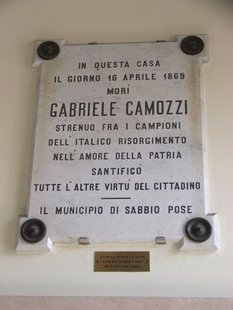 IN QUESTA CASA
IL GIORNO 16 APRILE 1869
MORÌ
GABRIELE CAMOZZI
STRENUO FRA I CAMPIONI
DELL'ITALICO RISORGIMENTO
NELL'AMORE DELLA PATRIA
SANTIFICÒ
TUTTE L'ALTRE VIRTÙ DEL CITTADINO
IL MUNICIPIO DI SABBIO POSE